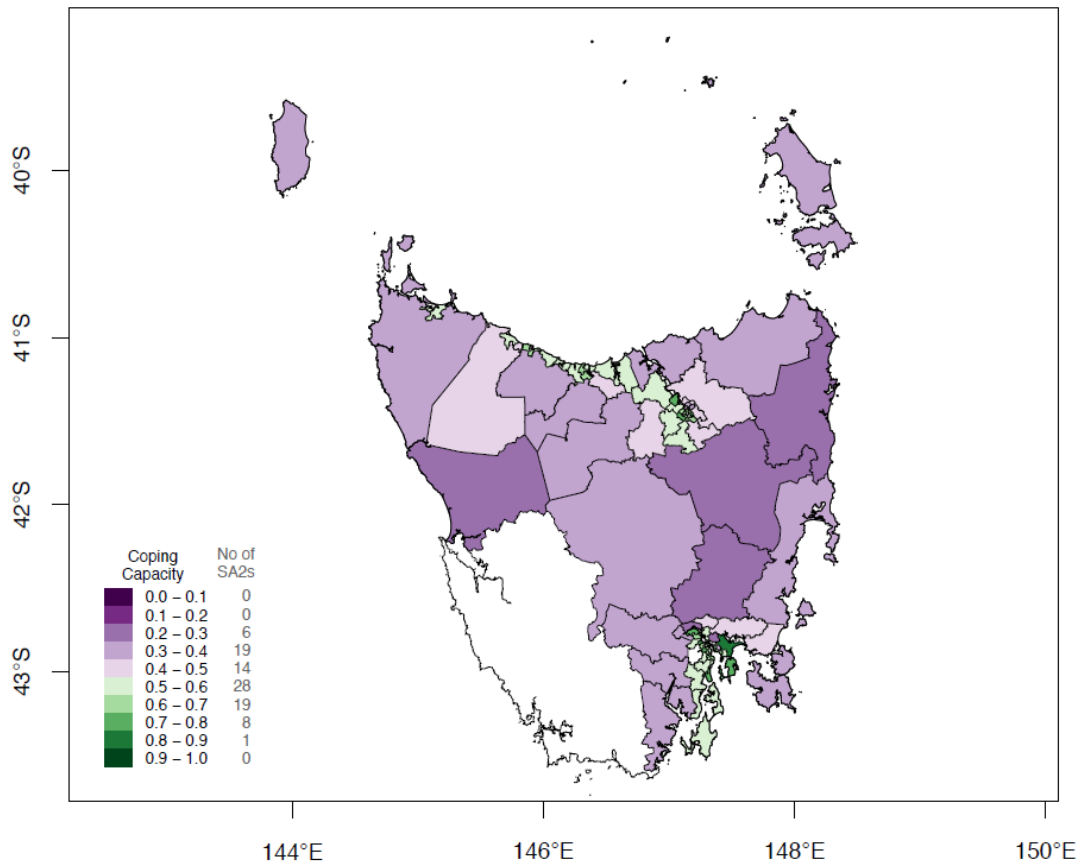 40°S
41°S
42°S
43°S
Coping Capacity No of SA2s
0.0 – 0.1 0
0.1 – 0.2 0
0.2 – 0.3 6
0.3 – 0.4 19
0.4 – 0.5 14
0.5 – 0.6 28
0.6 – 0.7 19
0.7 – 0.8 8
0.8 – 0.9 1
0.9 – 1.0 0
144°E 146°E 148°E 150°E